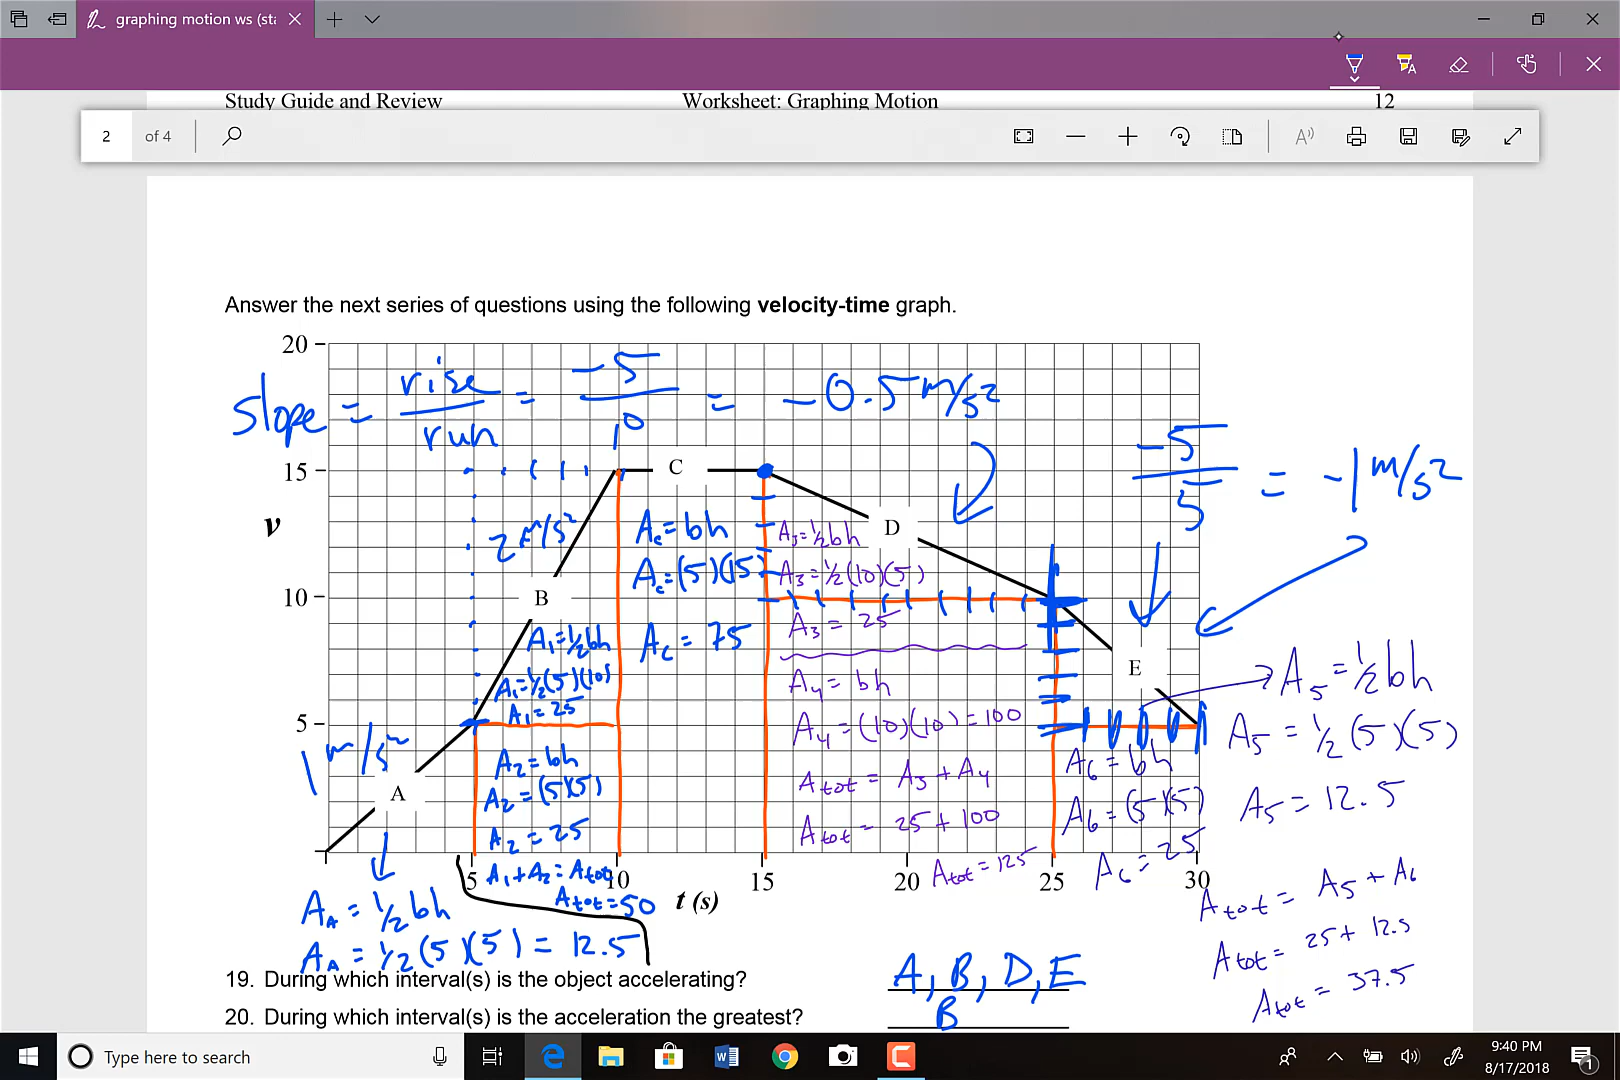 graphing motion ws (sta
Study Guide and Review Worksheet: Graphing Motion 12
2 of 4
Answer the next series of questions using the following velocity-time graph.
20
slope = rise/run = -5/10 = -0.5 m/s²
-5/5 = -1 m/s²
15
C
v
2 m/s²
Ac = bh
Ac = (5)(15)
Ac = 75
D
A3 = ½bh
A3 = ½(10)(5)
A3 = 25
10
B
A1 = ½bh
A1 = ½(5)(10)
A1 = 25
A4 = bh
A4 = (10)(10) = 100
Atot = A3 + A4
Atot = 25 + 100
Atot = 125
E
A5 = ½bh
A5 = ½(5)(5)
A5 = 12.5
5
1 m/s²
A
A2 = bh
A2 = (5)(5)
A2 = 25
A1 + A2 = Atot
Atot = 50
A6 = bh
A6 = (5)(5)
A6 = 25
5 10 15 20 25 30
t (s)
Atot = A5 + A6
Atot = 25 + 12.5
Atot = 37.5
AA = ½bh
AA = ½(5)(5) = 12.5
19. During which interval(s) is the object accelerating? A, B, D, E
20. During which interval(s) is the acceleration the greatest? B
Type here to search
9:40 PM
8/17/2018
1